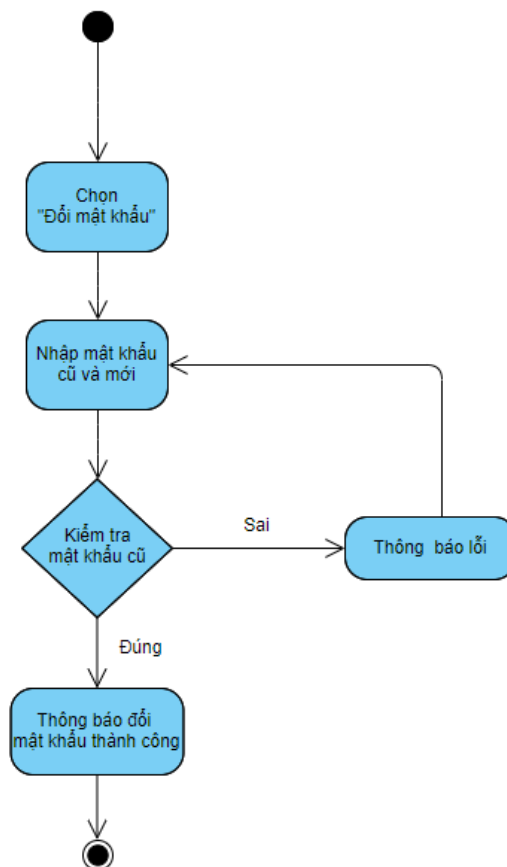 Chọn
"Đổi mật khẩu"
Nhập mật khẩu
cũ và mới
Kiểm tra
mật khẩu cũ
Sai
Thông báo lỗi
Đúng
Thông báo đổi
mật khẩu thành công